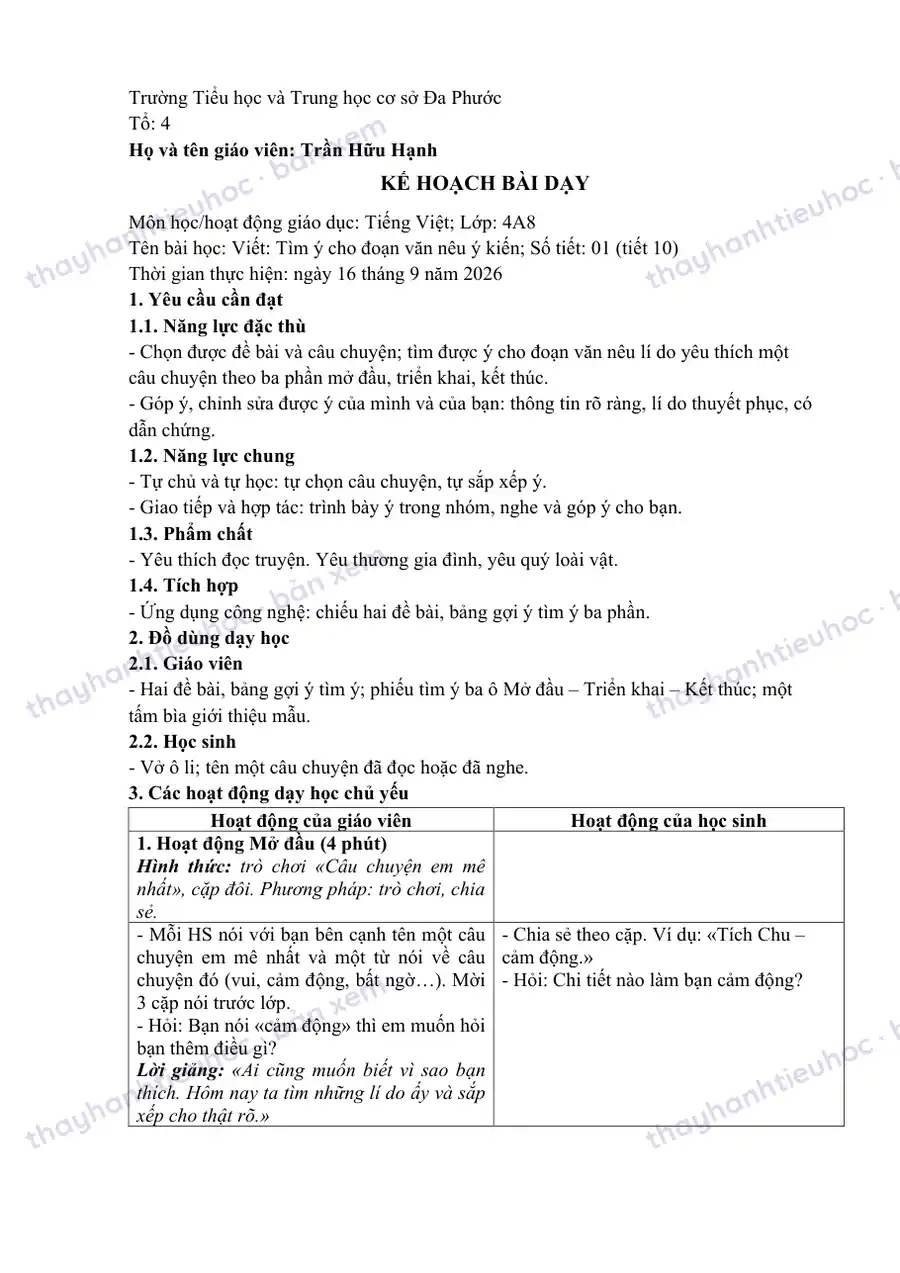 Trường Tiểu học và Trung học cơ sở Đa Phước
Tổ: 4
Họ và tên giáo viên: Trần Hữu Hạnh
KẾ HOẠCH BÀI DẠY
Môn học/hoạt động giáo dục: Tiếng Việt; Lớp: 4A8
Tên bài học: Viết: Tìm ý cho đoạn văn nêu ý kiến; Số tiết: 01 (tiết 10)
Thời gian thực hiện: ngày 16 tháng 9 năm 2026
1. Yêu cầu cần đạt
1.1. Năng lực đặc thù
- Chọn được đề bài và câu chuyện; tìm được ý cho đoạn văn nêu lí do yêu thích một
câu chuyện theo ba phần mở đầu, triển khai, kết thúc.
- Góp ý, chỉnh sửa được ý của mình và của bạn: thông tin rõ ràng, lí do thuyết phục, có
dẫn chứng.
1.2. Năng lực chung
- Tự chủ và tự học: tự chọn câu chuyện, tự sắp xếp ý.
- Giao tiếp và hợp tác: trình bày ý trong nhóm, nghe và góp ý cho bạn.
1.3. Phẩm chất
- Yêu thích đọc truyện. Yêu thương gia đình, yêu quý loài vật.
1.4. Tích hợp
- Ứng dụng công nghệ: chiếu hai đề bài, bảng gợi ý tìm ý ba phần.
2. Đồ dùng dạy học
2.1. Giáo viên
- Hai đề bài, bảng gợi ý tìm ý; phiếu tìm ý ba ô Mở đầu – Triển khai – Kết thúc; một
tấm bìa giới thiệu mẫu.
2.2. Học sinh
- Vở ô li; tên một câu chuyện đã đọc hoặc đã nghe.
3. Các hoạt động dạy học chủ yếu
Hoạt động của giáo viên
Hoạt động của học sinh
1. Hoạt động Mở đầu (4 phút)
Hình thức: trò chơi «Câu chuyện em mê
nhất», cặp đôi. Phương pháp: trò chơi, chia
sẻ.
- Mỗi HS nói với bạn bên cạnh tên một câu
chuyện em mê nhất và một từ nói về câu
chuyện đó (vui, cảm động, bất ngờ…). Mời
3 cặp nói trước lớp.
- Hỏi: Bạn nói «cảm động» thì em muốn hỏi
bạn thêm điều gì?
Lời giảng: «Ai cũng muốn biết vì sao bạn
thích. Hôm nay ta tìm những lí do ấy và sắp
xếp cho thật rõ.»
- Chia sẻ theo cặp. Ví dụ: «Tích Chu –
cảm động.»
- Hỏi: Chi tiết nào làm bạn cảm động?
thayhanhtieuhoc · bản xem
thayhanhtieuhoc · b
thayhanhtieuhoc · bản xem
thayhanhtieuhoc · b
thayhanhtieuhoc · bản xem
thayhanhtieuhoc · b